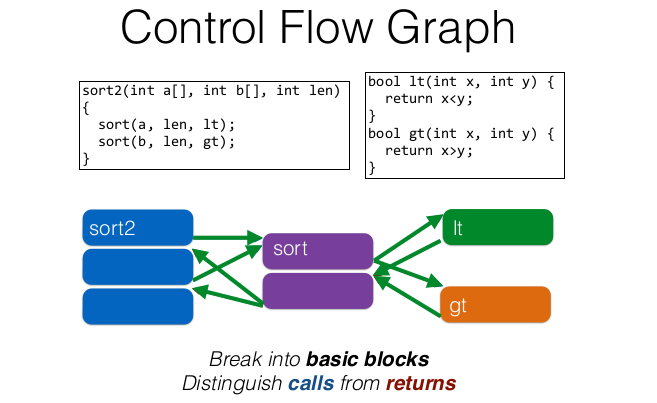 Control Flow Graph
sort2(int a[], int b[], int len)
{
  sort(a, len, lt);
  sort(b, len, gt);
}
bool lt(int x, int y) {
  return x<y;
}
bool gt(int x, int y) {
  return x>y;
}
sort2
sort
lt
gt
Break into basic blocks
Distinguish calls from returns